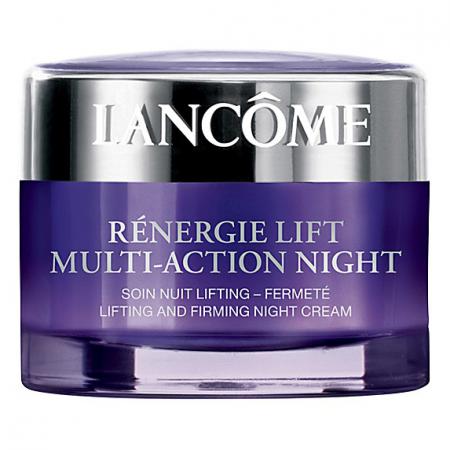 LANCÔME
RÉNERGIE LIFT
MULTI-ACTION NIGHT
SOIN NUIT LIFTING – FERMETÉ
LIFTING AND FIRMING NIGHT CREAM